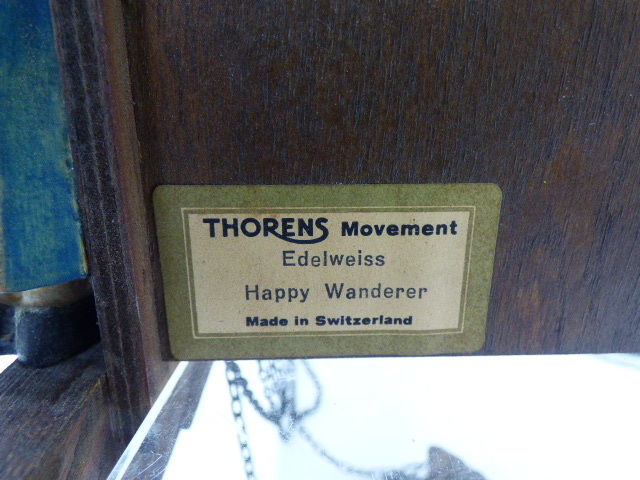 THORENS Movement
Edelweiss
Happy Wanderer
Made in Switzerland